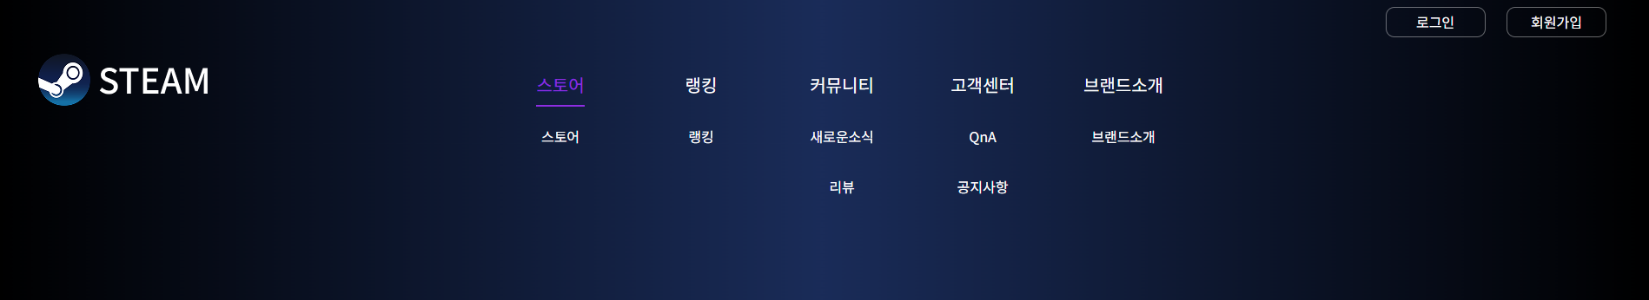 로그인 회원가입
STEAM
스토어 랭킹 커뮤니티 고객센터 브랜드소개
스토어 랭킹 새로운소식 QnA 브랜드소개
리뷰 공지사항